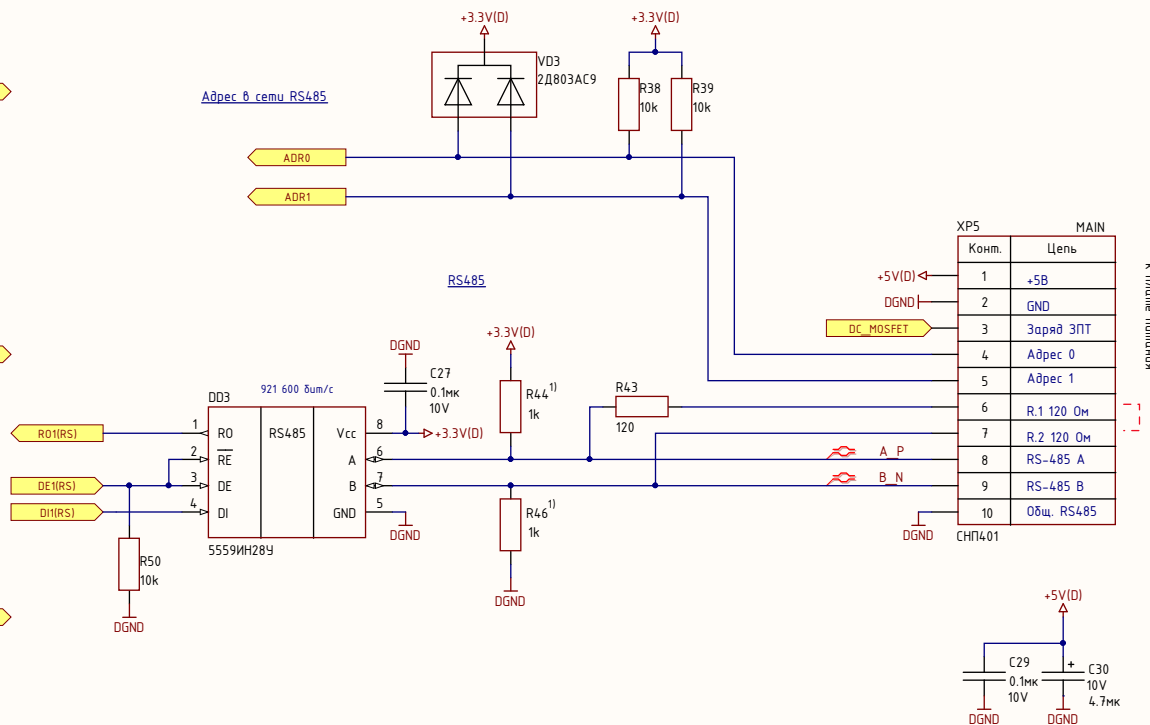 +3.3V(D)
+3.3V(D)
VD3
2Д803АС9
R38
10k
R39
10k
Адрес в сети RS485
ADR0
ADR1
XP5
MAIN
Конт.
Цепь
+5V(D)
1
+5В
DGND
2
GND
DC_MOSFET
3
Заряд ЗПТ
4
Адрес 0
5
Адрес 1
6
R.1 120 Ом
7
R.2 120 Ом
8
RS-485 A
9
RS-485 B
10
Общ. RS485
DGND
СНП401
RS485
+3.3V(D)
DGND
C27
0.1мк
10V
R44 1)
1k
R43
120
DD3
921 600 бит/с
RO1(RS)
1
RO
RS485
Vcc
8
+3.3V(D)
2
RE
A
6
A_P
DE1(RS)
3
DE
B
7
B_N
DI1(RS)
4
DI
GND
5
DGND
5559ИН28У
R46 1)
1k
DGND
R50
10k
DGND
+5V(D)
C29
0.1мк
10V
C30
10V
4.7мк
+
DGND
DGND